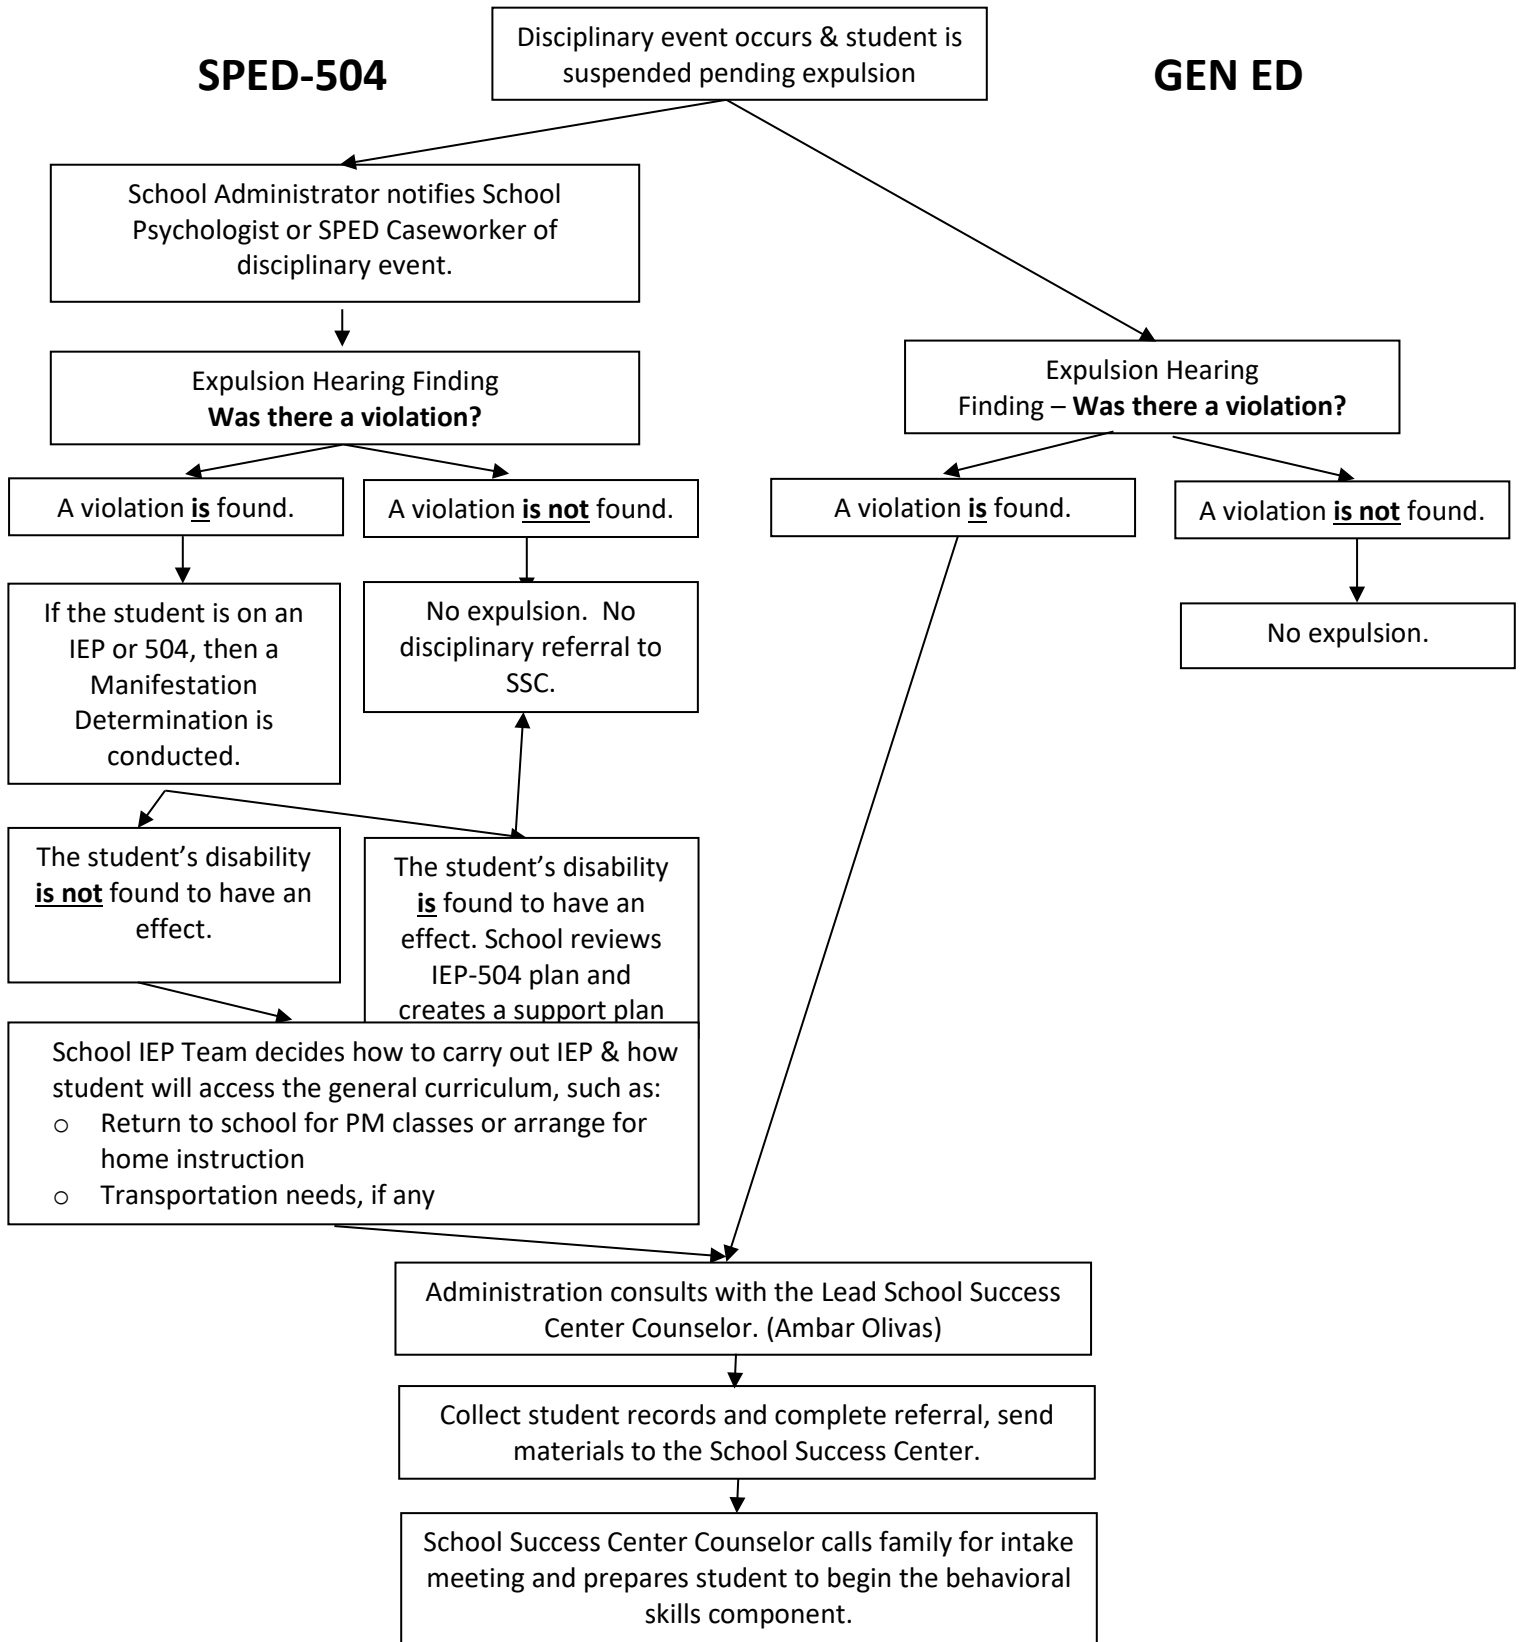 Disciplinary event occurs & student is
suspended pending expulsion
SPED-504
GEN ED
School Administrator notifies School
Psychologist or SPED Caseworker of
disciplinary event.
Expulsion Hearing Finding
Was there a violation?
Expulsion Hearing
Finding – Was there a violation?
A violation is found.
A violation is not found.
A violation is found.
A violation is not found.
If the student is on an
IEP or 504, then a
Manifestation
Determination is
conducted.
No expulsion.  No
disciplinary referral to
SSC.
No expulsion.
The student’s disability
is not found to have an
effect.
The student’s disability
is found to have an
effect. School reviews
IEP-504 plan and
creates a support plan
School IEP Team decides how to carry out IEP & how
student will access the general curriculum, such as:
o Return to school for PM classes or arrange for
home instruction
o Transportation needs, if any
Administration consults with the Lead School Success
Center Counselor. (Ambar Olivas)
Collect student records and complete referral, send
materials to the School Success Center.
School Success Center Counselor calls family for intake
meeting and prepares student to begin the behavioral
skills component.